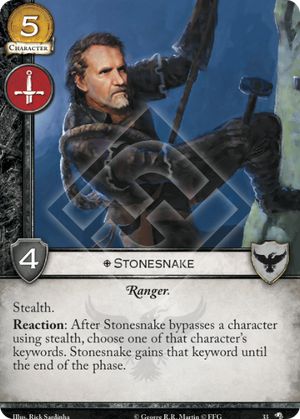 5
CHARACTER
4
STONESNAKE
Ranger.
Stealth.
Reaction: After Stonesnake bypasses a character
using stealth, choose one of that character's
keywords. Stonesnake gains that keyword until
the end of the phase.
Illus. Rick Sardinha © George R.R. Martin © FFG 33